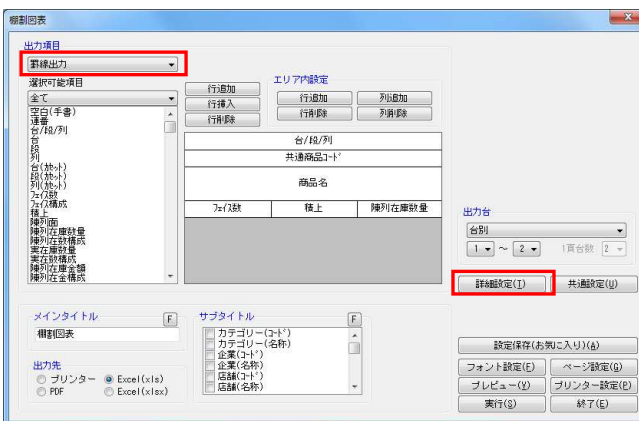 棚割図表
出力項目
罫線出力
選択可能項目
全て
空白(手書)
連番
台/段/列
台
段
列
台(ｶｾｯﾄ)
段(ｶｾｯﾄ)
列(ｶｾｯﾄ)
ﾌｪｲｽ数
ﾌｪｲｽ構成
積上
陳列面
陳列在庫数量
陳列在数構成
実在庫数量
実在数構成
陳列在庫金額
陳列在金構成
行追加
行挿入
行削除
エリア内設定
行追加
列追加
行削除
列削除
台/段/列
共通商品ｺｰﾄﾞ
商品名
ﾌｪｲｽ数
積上
陳列在庫数量
出力台
台別
1 ～ 2
1頁台数 2
詳細設定(T)
共通設定(U)
メインタイトル
F
棚割図表
出力先
プリンター
Excel(xls)
PDF
Excel(xlsx)
サブタイトル
F
カテゴリー(ｺｰﾄﾞ)
カテゴリー(名称)
企業(ｺｰﾄﾞ)
企業(名称)
店舗(ｺｰﾄﾞ)
店舗(名称)
設定保存(お気に入り)(A)
フォント設定(F)
ページ設定(G)
プレビュー(V)
プリンター設定(P)
実行(S)
終了(E)